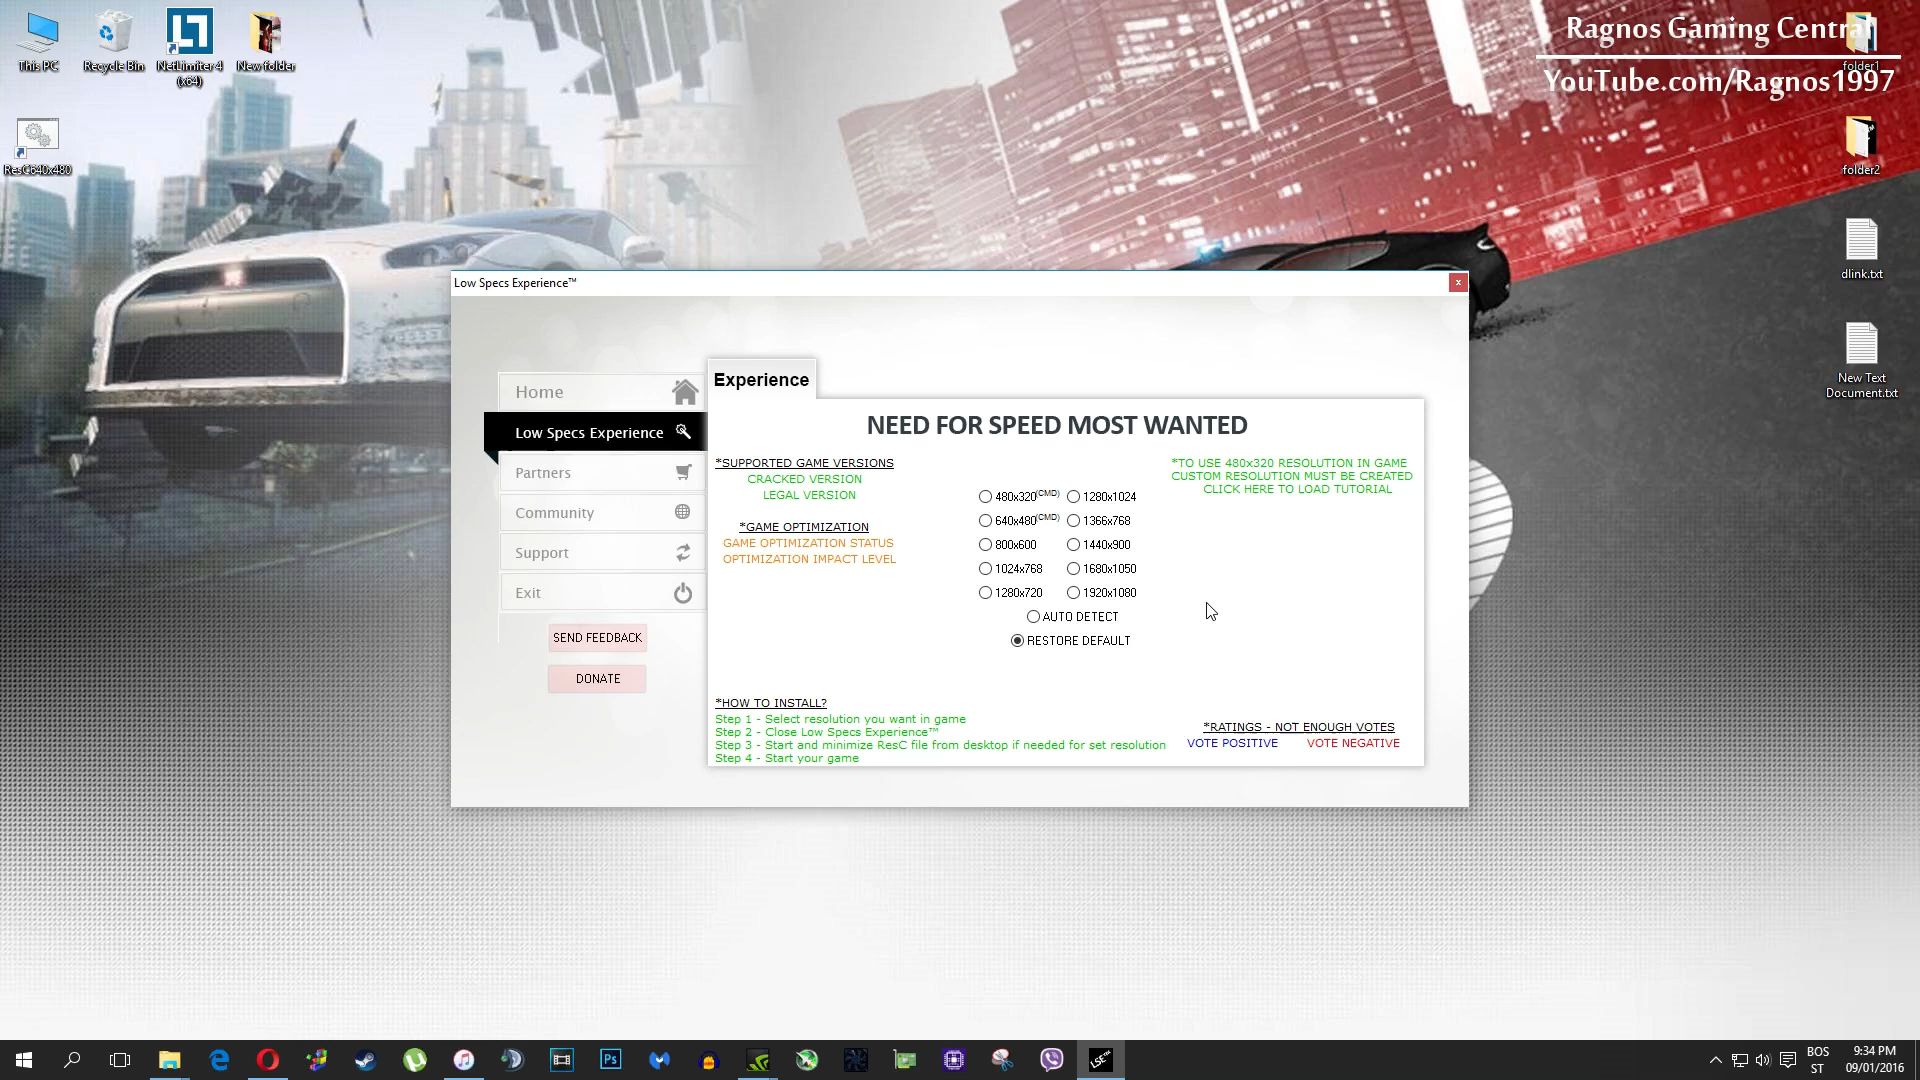 This PC
Recycle Bin
NetLimiter 4
(x64)
New folder
ResC640x480
Ragnos Gaming Central
YouTube.com/Ragnos1997
folder1
folder2
dlink.txt
New Text
Document.txt
Low Specs Experience™
x
Home
Low Specs Experience
Partners
Community
Support
Exit
SEND FEEDBACK
DONATE
Experience
NEED FOR SPEED MOST WANTED
*SUPPORTED GAME VERSIONS
CRACKED VERSION
LEGAL VERSION
*GAME OPTIMIZATION
GAME OPTIMIZATION STATUS
OPTIMIZATION IMPACT LEVEL
480x320(CMD) 1280x1024
640x480(CMD) 1366x768
800x600 1440x900
1024x768 1680x1050
1280x720 1920x1080
AUTO DETECT
RESTORE DEFAULT
*TO USE 480x320 RESOLUTION IN GAME
CUSTOM RESOLUTION MUST BE CREATED
CLICK HERE TO LOAD TUTORIAL
*HOW TO INSTALL?
Step 1 - Select resolution you want in game
Step 2 - Close Low Specs Experience™
Step 3 - Start and minimize ResC file from desktop if needed for set resolution
Step 4 - Start your game
*RATINGS - NOT ENOUGH VOTES
VOTE POSITIVE VOTE NEGATIVE
Ps
LSE™
BOS
ST
9:34 PM
09/01/2016